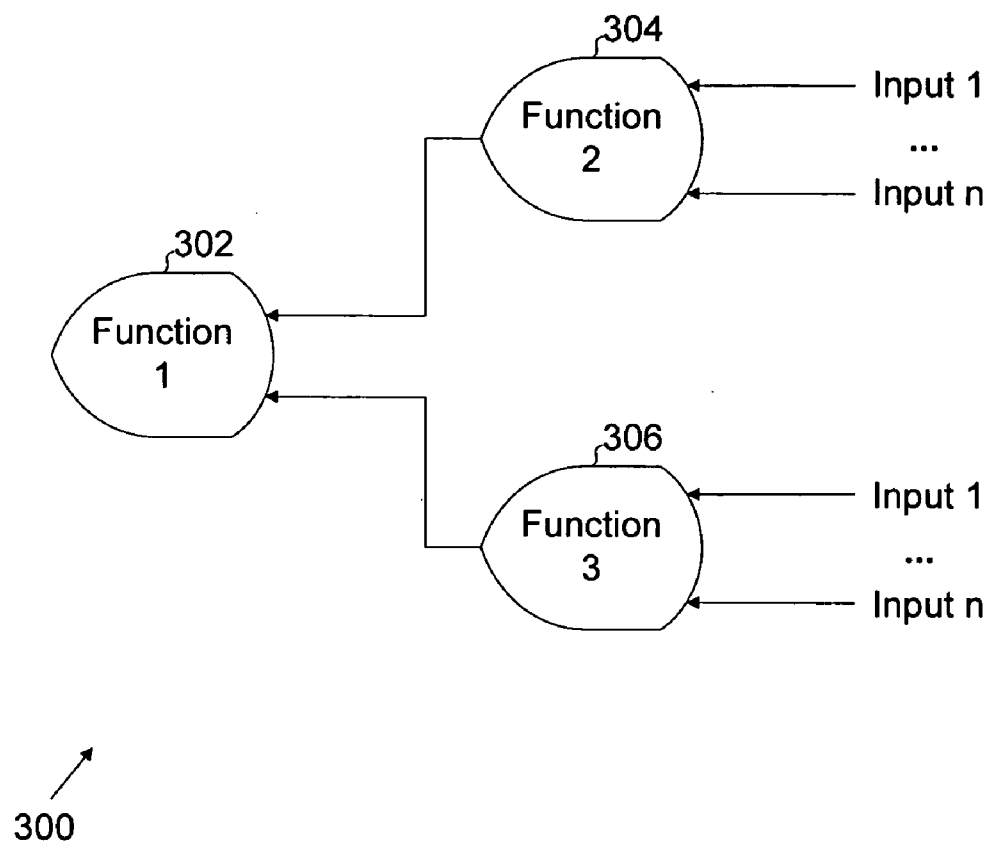 304
Function
2
Input 1
...
Input n
302
Function
1
306
Function
3
Input 1
...
Input n
300